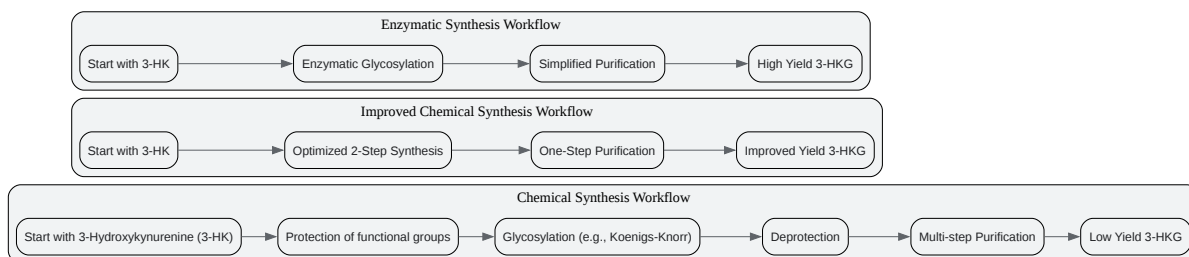 Enzymatic Synthesis Workflow
Start with 3-HK
Enzymatic Glycosylation
Simplified Purification
High Yield 3-HKG
Improved Chemical Synthesis Workflow
Start with 3-HK
Optimized 2-Step Synthesis
One-Step Purification
Improved Yield 3-HKG
Chemical Synthesis Workflow
Start with 3-Hydroxykynurenine (3-HK)
Protection of functional groups
Glycosylation (e.g., Koenigs-Knorr)
Deprotection
Multi-step Purification
Low Yield 3-HKG